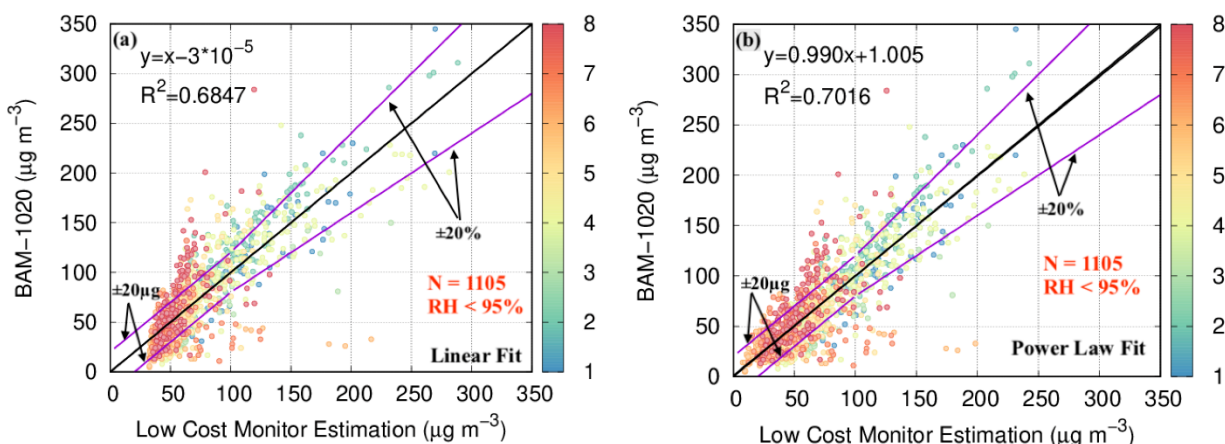 (a)
y=x−3*10⁻⁵
R²=0.6847
350
300
250
200
150
100
50
0
BAM−1020 (µg m⁻³)
±20%
±20µg
N = 1105
RH < 95%
Linear Fit
0 50 100 150 200 250 300 350
Low Cost Monitor Estimation (µg m⁻³)
8
7
6
5
4
3
2
1
(b)
y=0.990x+1.005
R²=0.7016
350
300
250
200
150
100
50
0
BAM−1020 (µg m⁻³)
±20%
±20µg
N = 1105
RH < 95%
Power Law Fit
0 50 100 150 200 250 300 350
Low Cost Monitor Estimation (µg m⁻³)
8
7
6
5
4
3
2
1